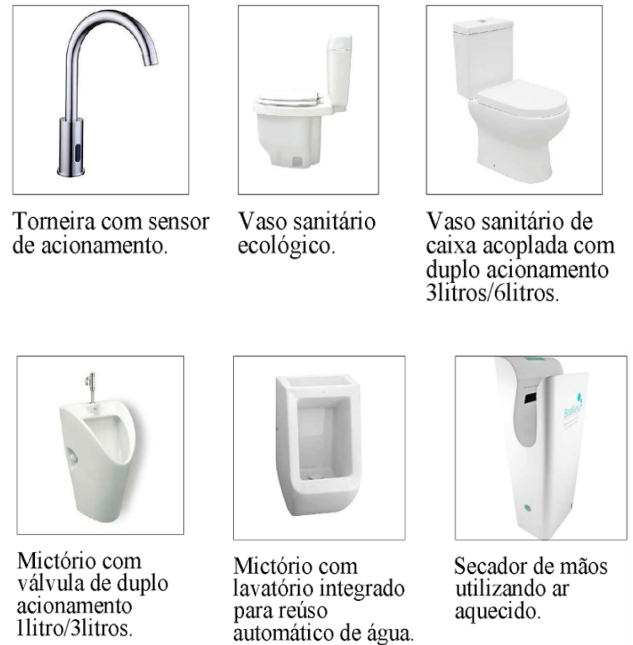 Torneira com sensor
de acionamento.
Vaso sanitário
ecológico.
Vaso sanitário de
caixa acoplada com
duplo acionamento
3litros/6litros.
Mictório com
válvula de duplo
acionamento
1litro/3litros.
Mictório com
lavatório integrado
para reúso
automático de água.
Secador de mãos
utilizando ar
aquecido.